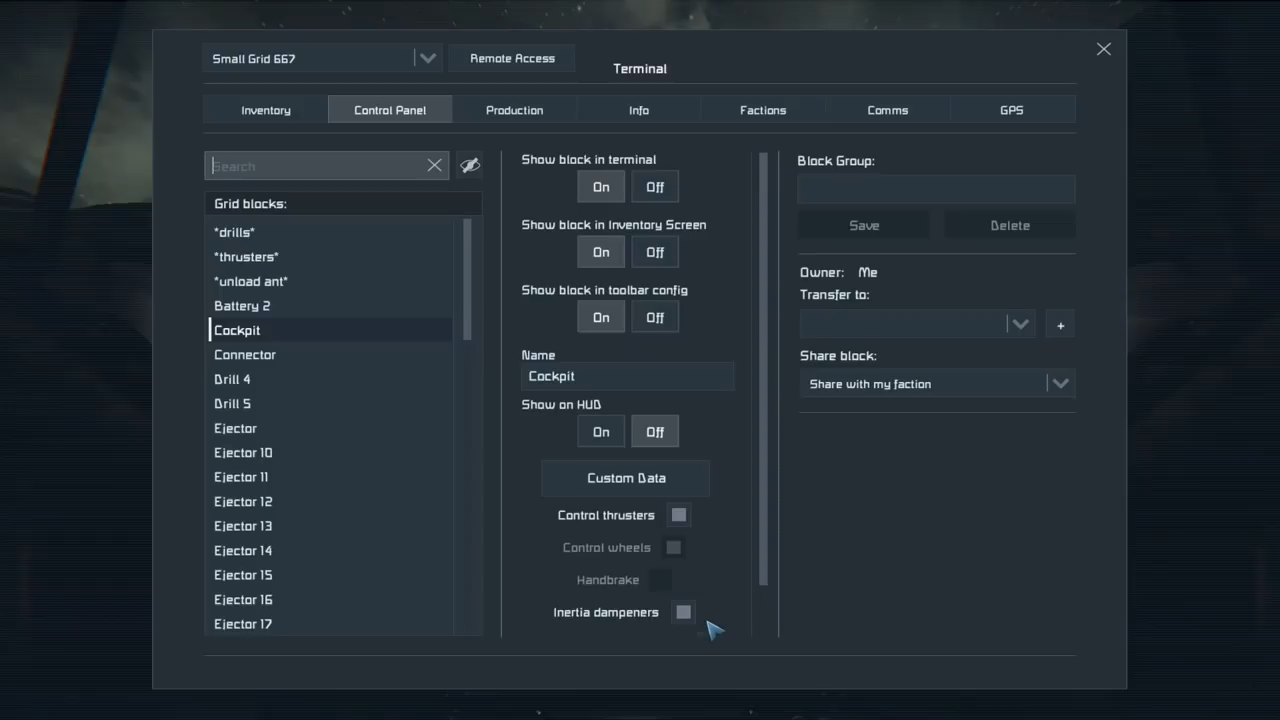 Small Grid 667
Remote Access
Terminal
Inventory
Control Panel
Production
Info
Factions
Comms
GPS
Search
Grid blocks:
*drills*
*thrusters*
*unload ant*
Battery 2
Cockpit
Connector
Drill 4
Drill 5
Ejector
Ejector 10
Ejector 11
Ejector 12
Ejector 13
Ejector 14
Ejector 15
Ejector 16
Ejector 17
Show block in terminal
On Off
Show block in Inventory Screen
On Off
Show block in toolbar config
On Off
Name
Cockpit
Show on HUD
On Off
Custom Data
Control thrusters
Control wheels
Handbrake
Inertia dampeners
Block Group:
Save
Delete
Owner: Me
Transfer to:
+
Share block:
Share with my faction